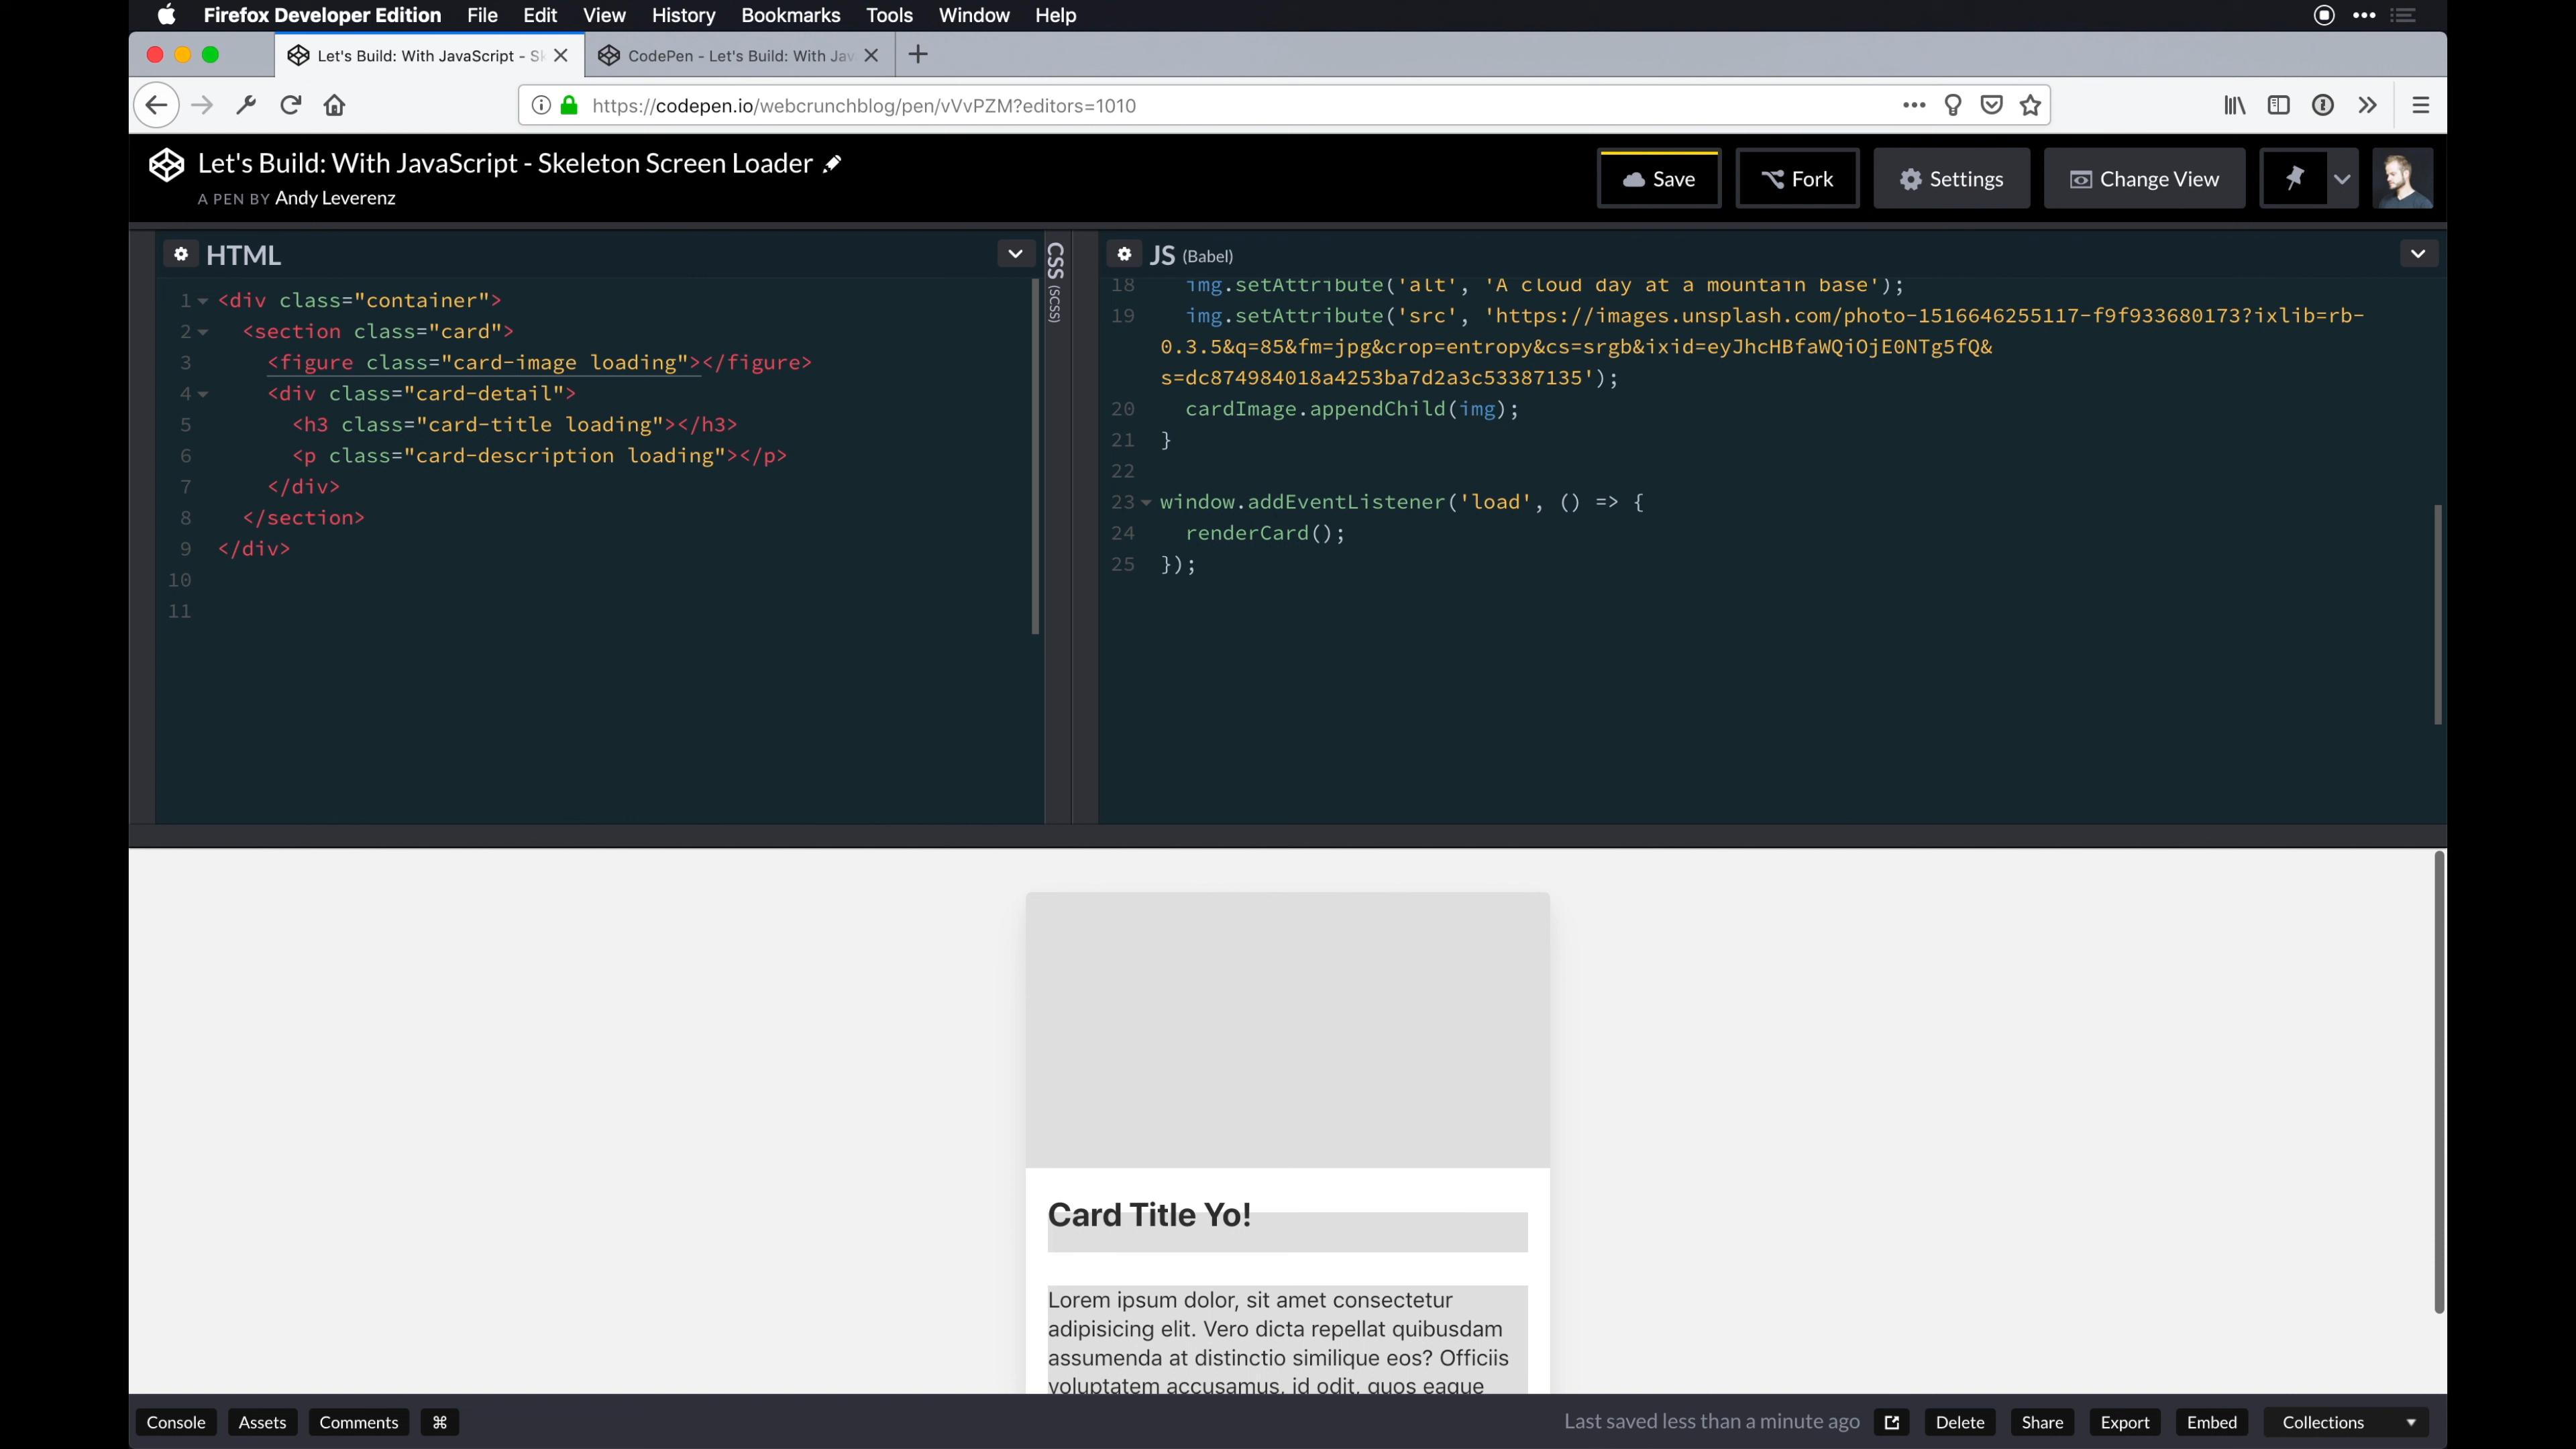 Firefox Developer Edition File Edit View History Bookmarks Tools Window Help
Let's Build: With JavaScript - Sk
CodePen - Let's Build: With Jav
https://codepen.io/webcrunchblog/pen/vVvPZM?editors=1010
Let's Build: With JavaScript - Skeleton Screen Loader
A PEN BY Andy Leverenz
Save Fork Settings Change View
HTML
1 <div class="container">
2 <section class="card">
3 <figure class="card-image loading"></figure>
4 <div class="card-detail">
5 <h3 class="card-title loading"></h3>
6 <p class="card-description loading"></p>
7 </div>
8 </section>
9 </div>
10
11
CSS (SCSS)
JS (Babel)
18 img.setAttribute('alt', 'A cloud day at a mountain base');
19 img.setAttribute('src', 'https://images.unsplash.com/photo-1516646255117-f9f933680173?ixlib=rb-
0.3.5&q=85&fm=jpg&crop=entropy&cs=srgb&ixid=eyJhcHBfaWQiOjE0NTg5fQ&
s=dc874984018a4253ba7d2a3c53387135');
20 cardImage.appendChild(img);
21 }
22
23 window.addEventListener('load', () => {
24 renderCard();
25 });
Card Title Yo!
Lorem ipsum dolor, sit amet consectetur
adipisicing elit. Vero dicta repellat quibusdam
assumenda at distinctio similique eos? Officiis
voluptatem accusamus, id odit, quos eaque
Console Assets Comments ⌘
Last saved less than a minute ago Delete Share Export Embed Collections